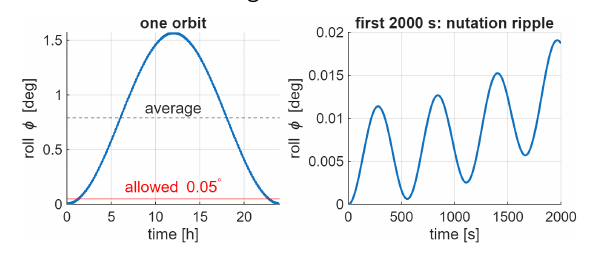 one orbit
1.5
1
0.5
0
average
allowed 0.05°
0 5 10 15 20
time [h]
roll ϕ [deg]
first 2000 s: nutation ripple
0.02
0.015
0.01
0.005
0
0 500 1000 1500 2000
time [s]
roll ϕ [deg]